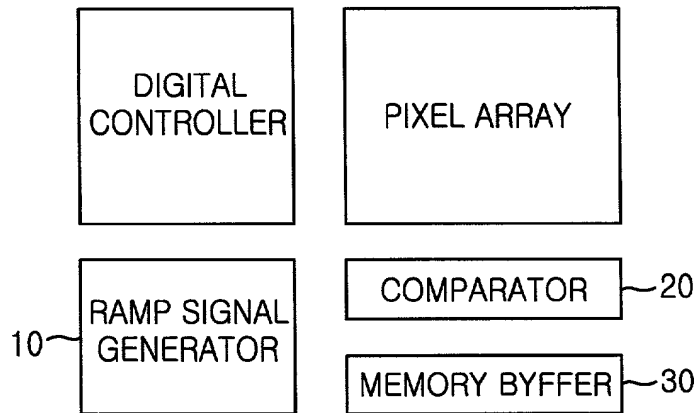 DIGITAL
CONTROLLER
PIXEL ARRAY
10
RAMP SIGNAL
GENERATOR
COMPARATOR
20
MEMORY BYFFER
30